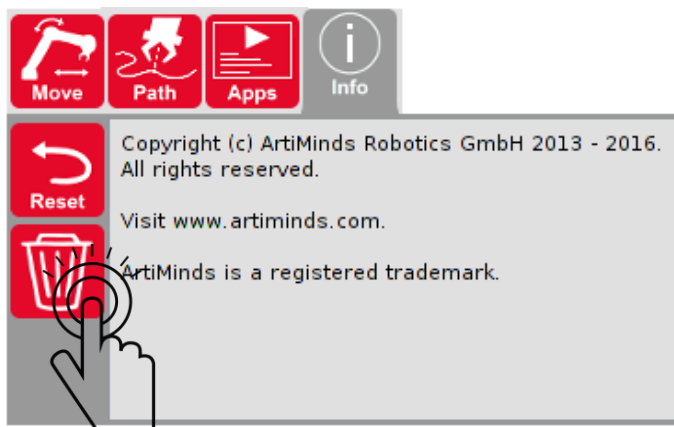 Move
Path
Apps
Info
Reset
Copyright (c) ArtiMinds Robotics GmbH 2013 - 2016.
All rights reserved.
Visit www.artiminds.com.
ArtiMinds is a registered trademark.